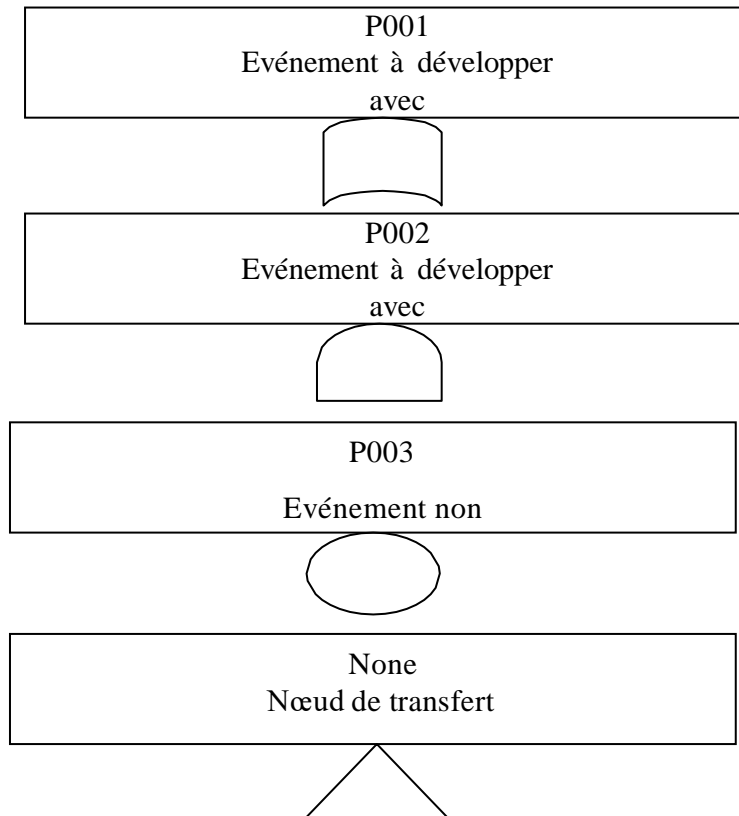 P001
Evénement à développer
avec
P002
Evénement à développer
avec
P003
Evénement non
None
Nœud de transfert